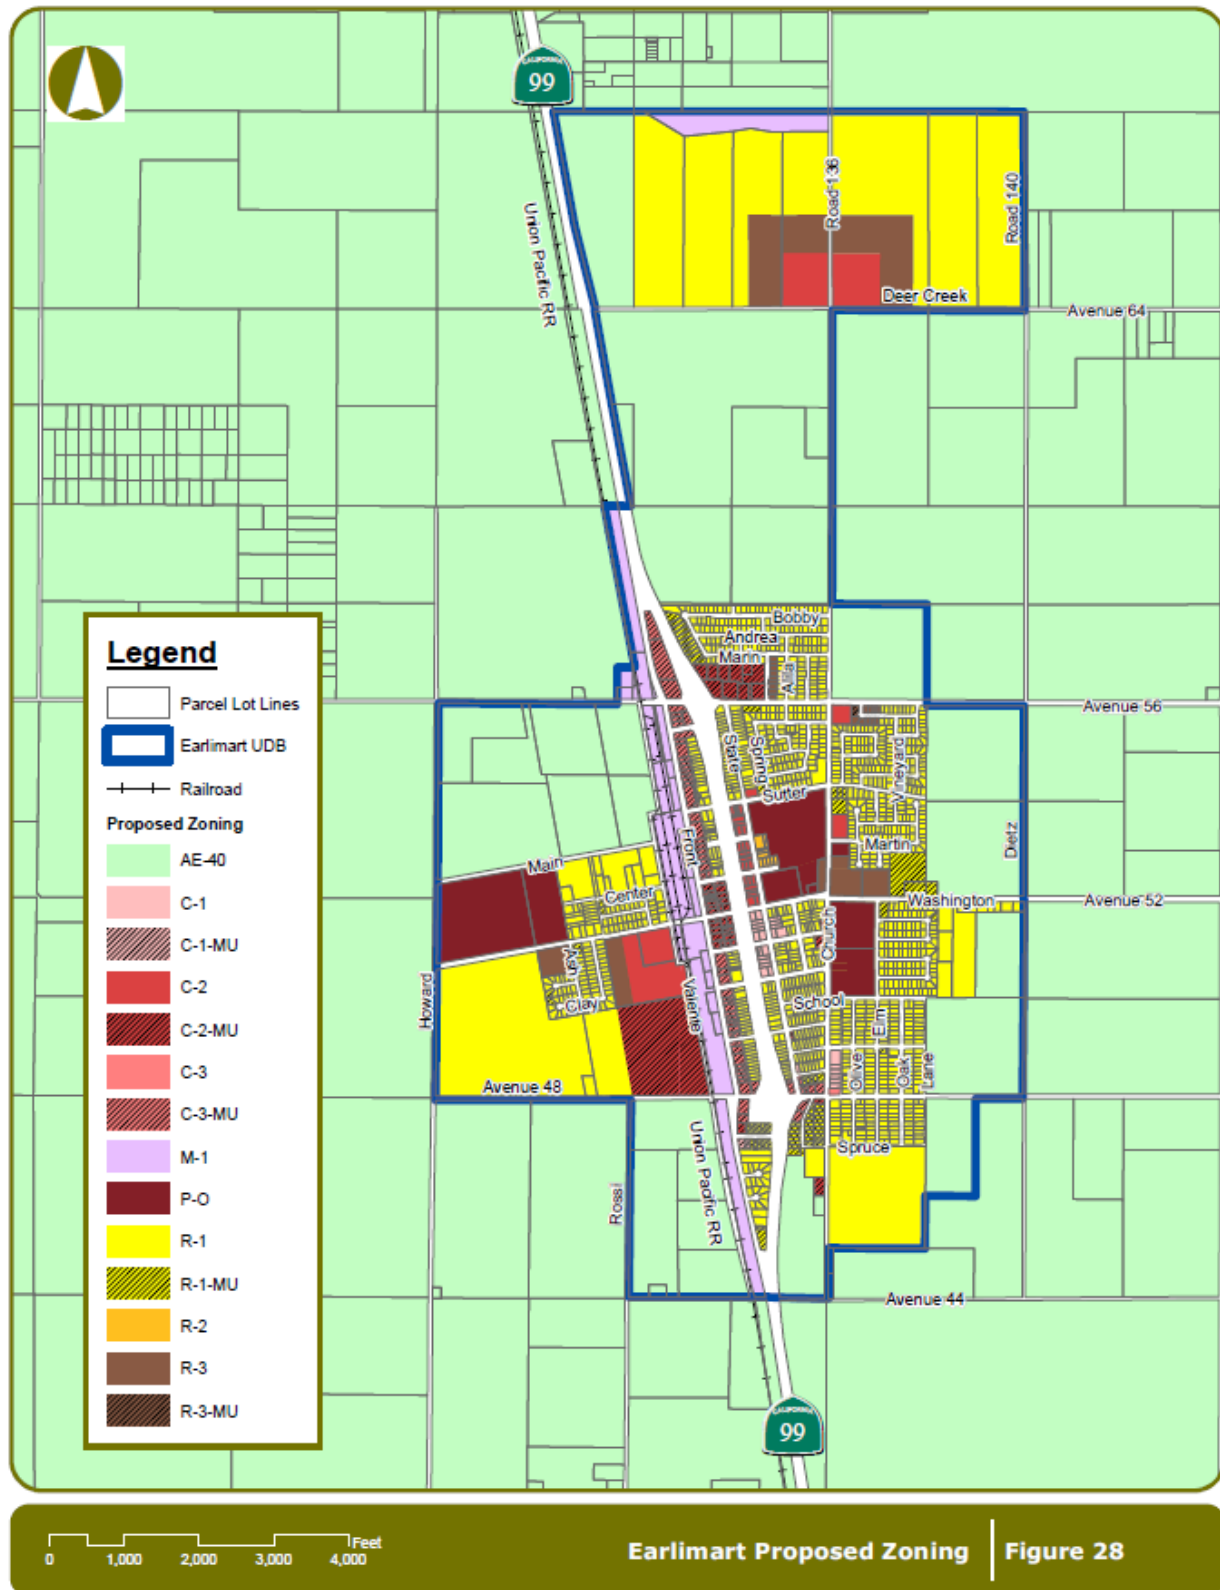 CALIFORNIA
99
Road 136
Road 140
Union Pacific RR
Deer Creek
Avenue 64
Bobby
Andrea
Marin
Alila
Avenue 56
State
Spring
Vineyard
Sutter
Front
Martin
Dietz
Main
Center
Washington
Avenue 52
Church
Ash
Clay
Howard
Valente
School
Elm
Olive
Oak
Lane
Avenue 48
Spruce
Union Pacific RR
Rossi
Avenue 44
CALIFORNIA
99
Legend
Parcel Lot Lines
Earlimart UDB
Railroad
Proposed Zoning
AE-40
C-1
C-1-MU
C-2
C-2-MU
C-3
C-3-MU
M-1
P-O
R-1
R-1-MU
R-2
R-3
R-3-MU
Feet
0 1,000 2,000 3,000 4,000
Earlimart Proposed Zoning Figure 28